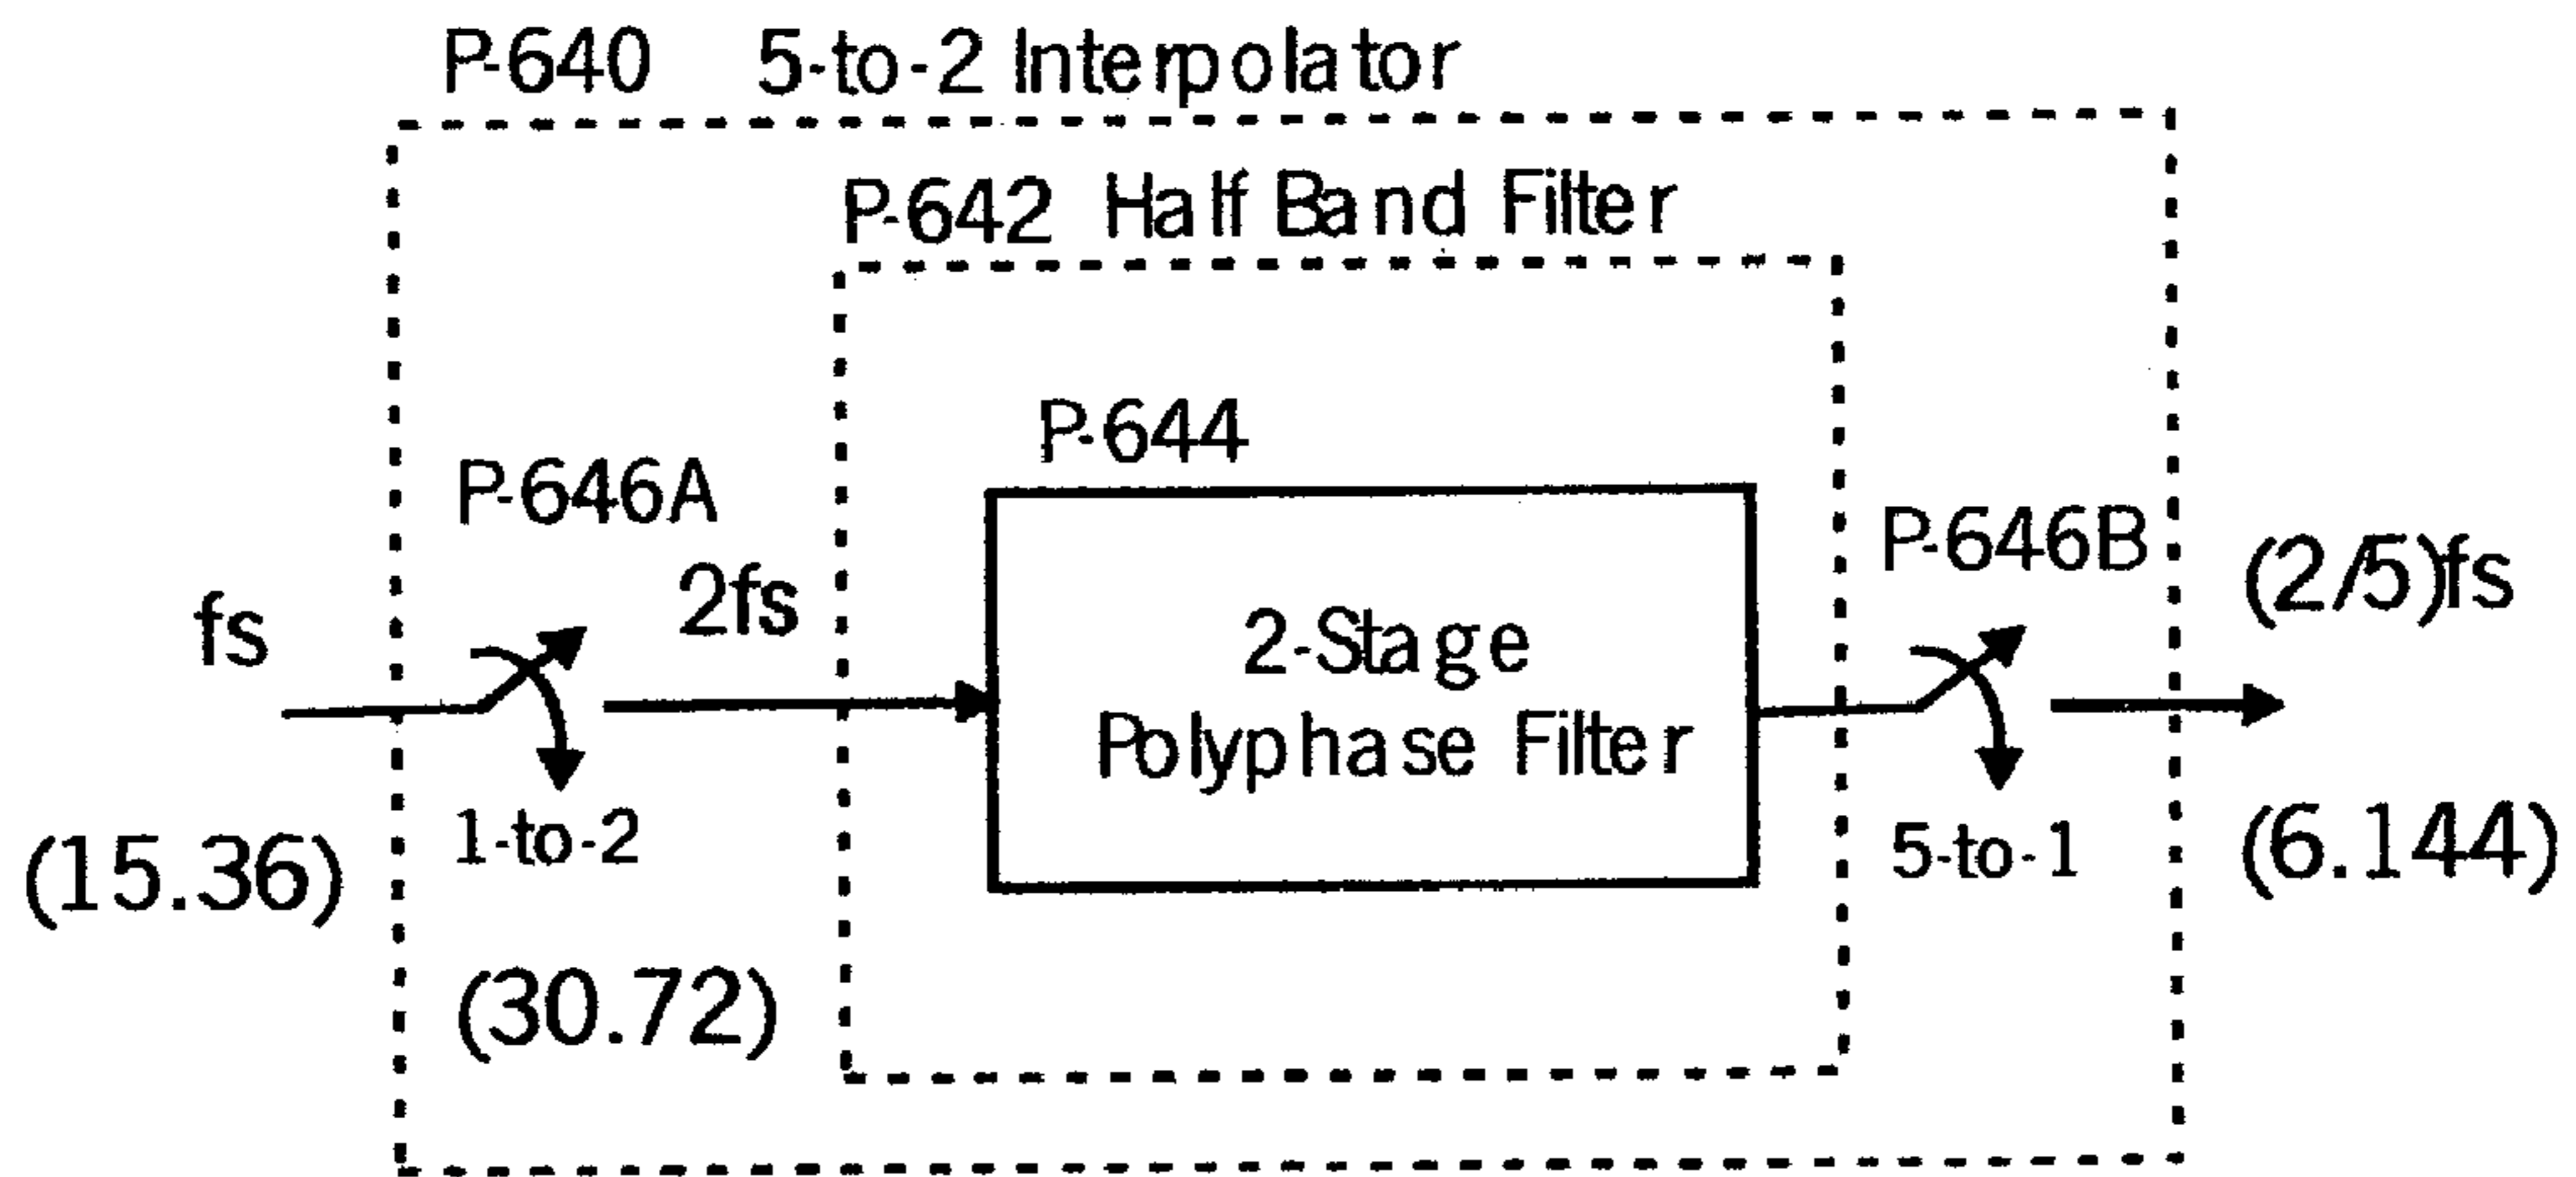 P-640 5-to-2 Interpolator
P-642 Half Band Filter
P-644
P-646A
P-646B
fs
2fs
(2/5)fs
2-Stage
Polyphase Filter
1-to-2
5-to-1
(15.36)
(30.72)
(6.144)